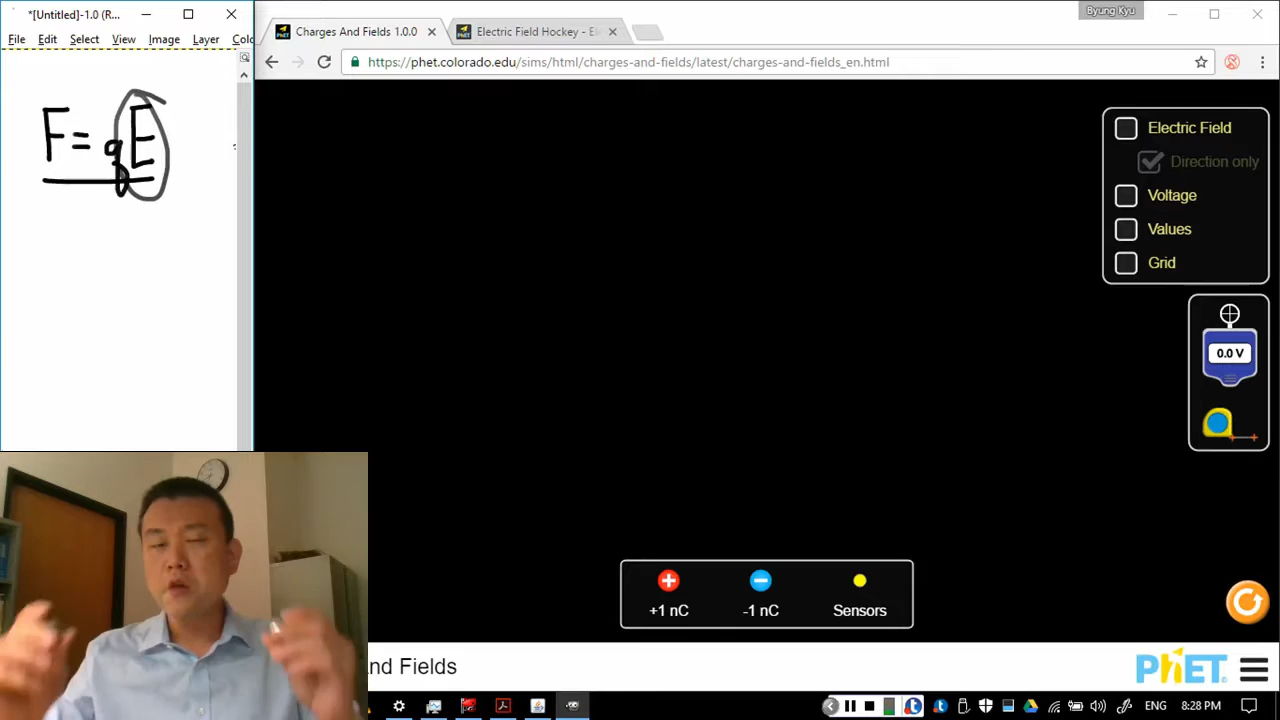 *[Untitled]-1.0 (R...
File Edit Select View Image Layer Colo
F = qE
Byung Kyu
Charges And Fields 1.0.0
Electric Field Hockey - El
https://phet.colorado.edu/sims/html/charges-and-fields/latest/charges-and-fields_en.html
Electric Field
Direction only
Voltage
Values
Grid
0.0 V
+1 nC
-1 nC
Sensors
nd Fields
PhET
ENG
8:28 PM